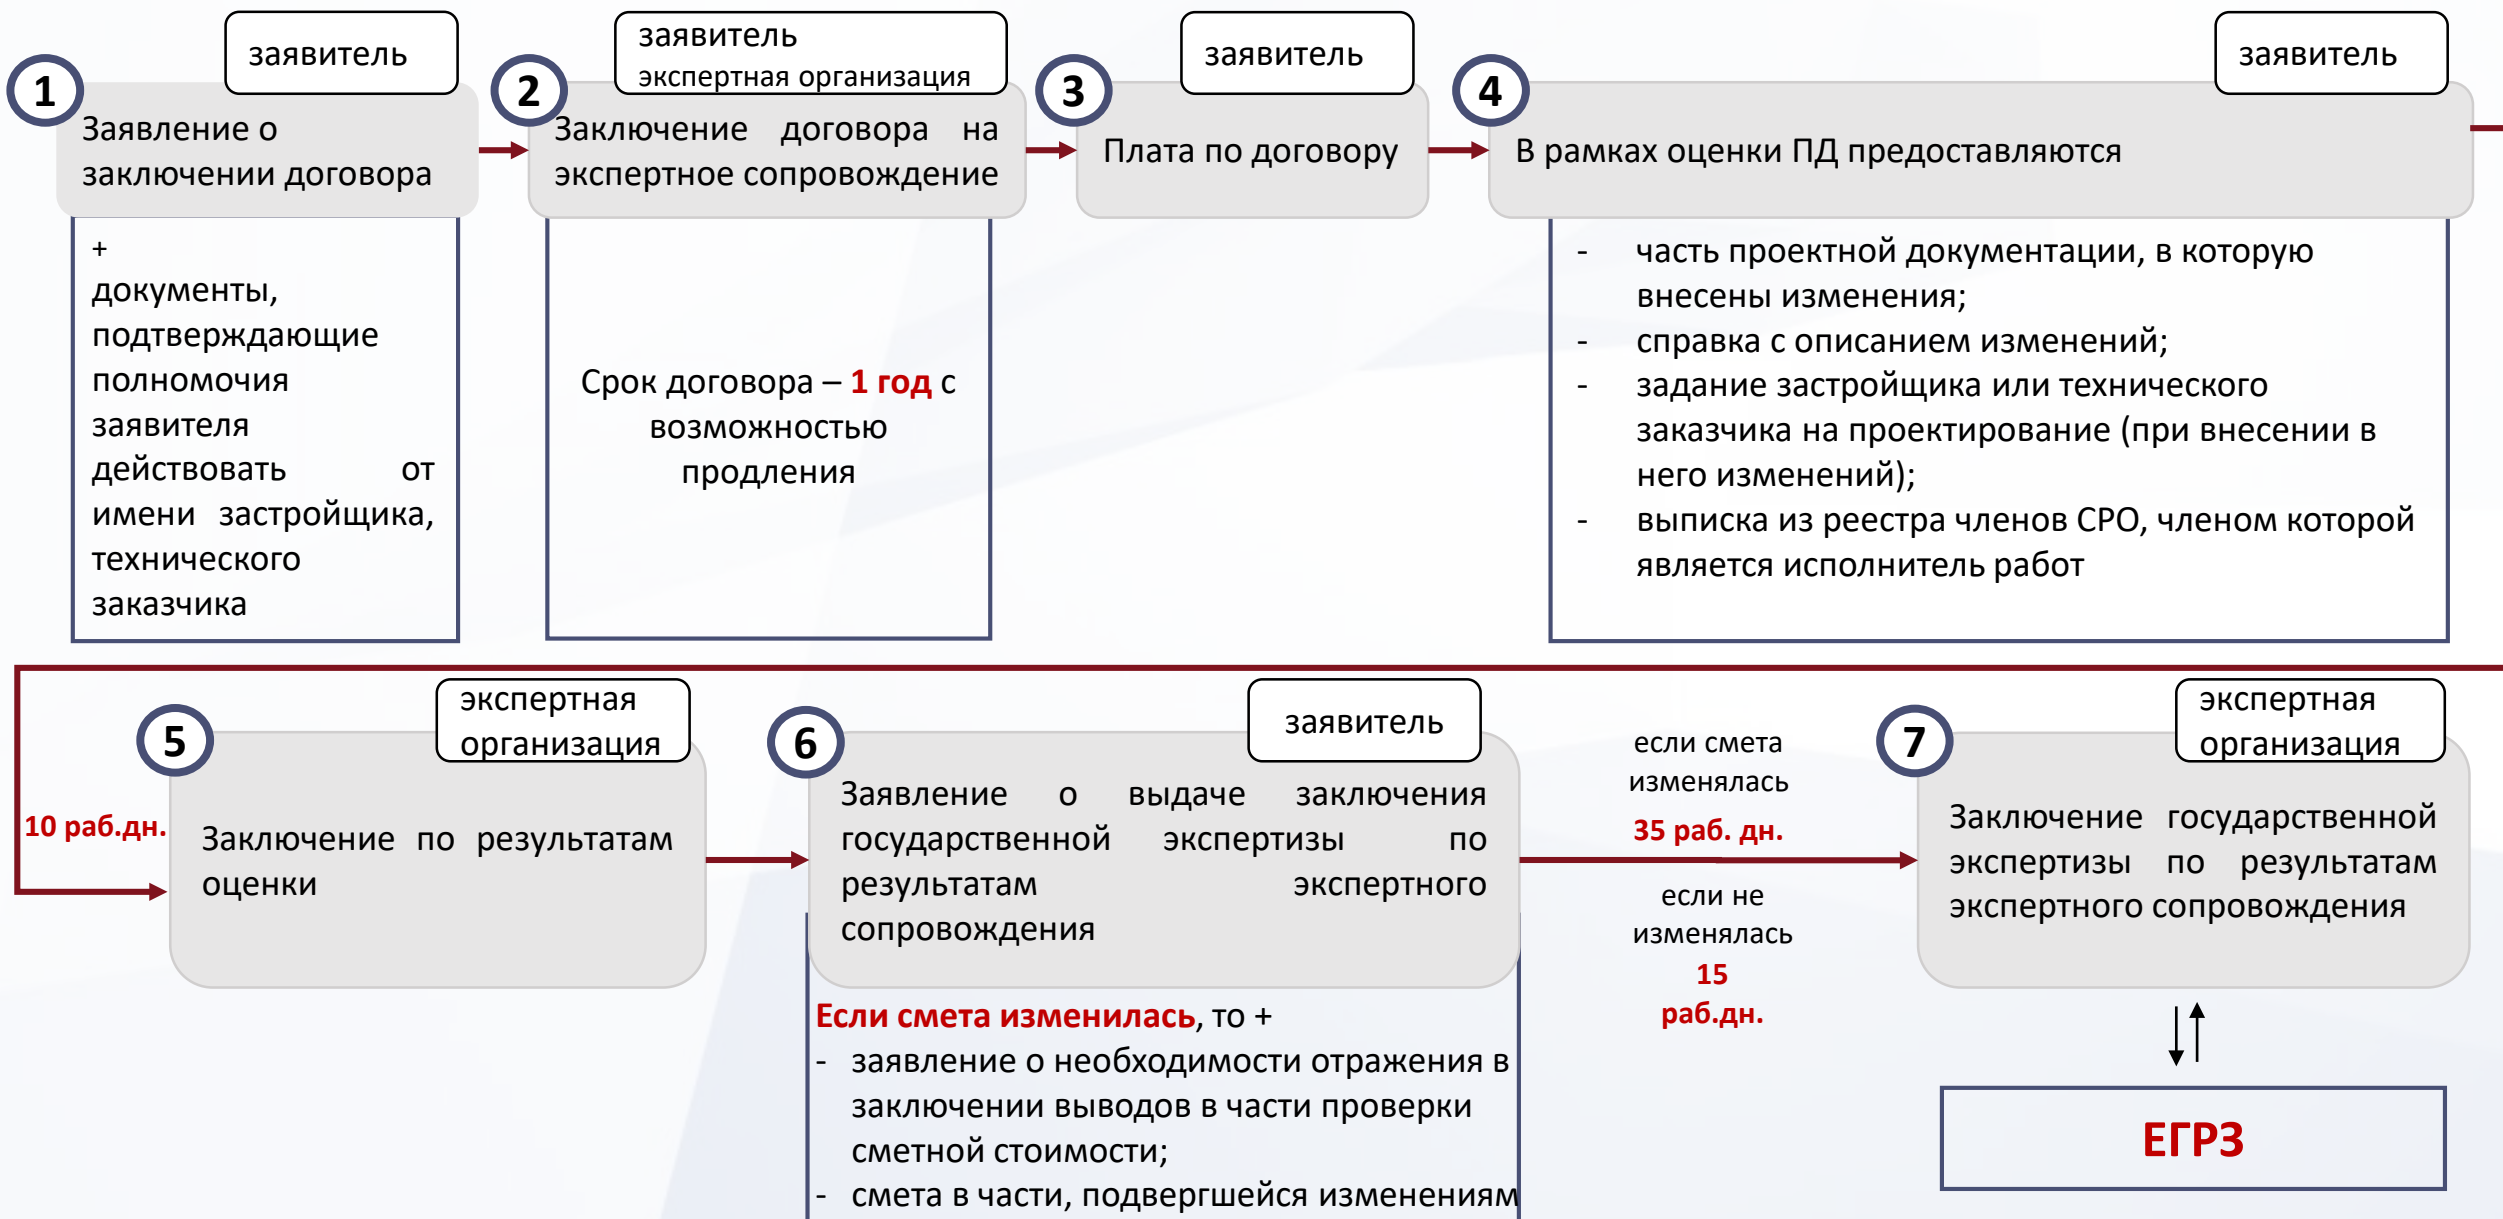 заявитель
1
Заявление о
заключении договора
+
документы,
подтверждающие
полномочия
заявителя
действовать от
имени застройщика,
технического
заказчика
заявитель
экспертная организация
2
Заключение договора на
экспертное сопровождение
Срок договора – 1 год с
возможностью
продления
заявитель
3
Плата по договору
заявитель
4
В рамках оценки ПД предоставляются
- часть проектной документации, в которую
внесены изменения;
- справка с описанием изменений;
- задание застройщика или технического
заказчика на проектирование (при внесении в
него изменений);
- выписка из реестра членов СРО, членом которой
является исполнитель работ
10 раб.дн.
экспертная
организация
5
Заключение по результатам
оценки
заявитель
6
Заявление о выдаче заключения
государственной экспертизы по
результатам экспертного
сопровождения
Если смета изменилась, то +
- заявление о необходимости отражения в
заключении выводов в части проверки
сметной стоимости;
- смета в части, подвергшейся изменениям
если смета
изменялась
35 раб. дн.
если не
изменялась
15
раб.дн.
экспертная
организация
7
Заключение государственной
экспертизы по результатам
экспертного сопровождения
ЕГРЗ